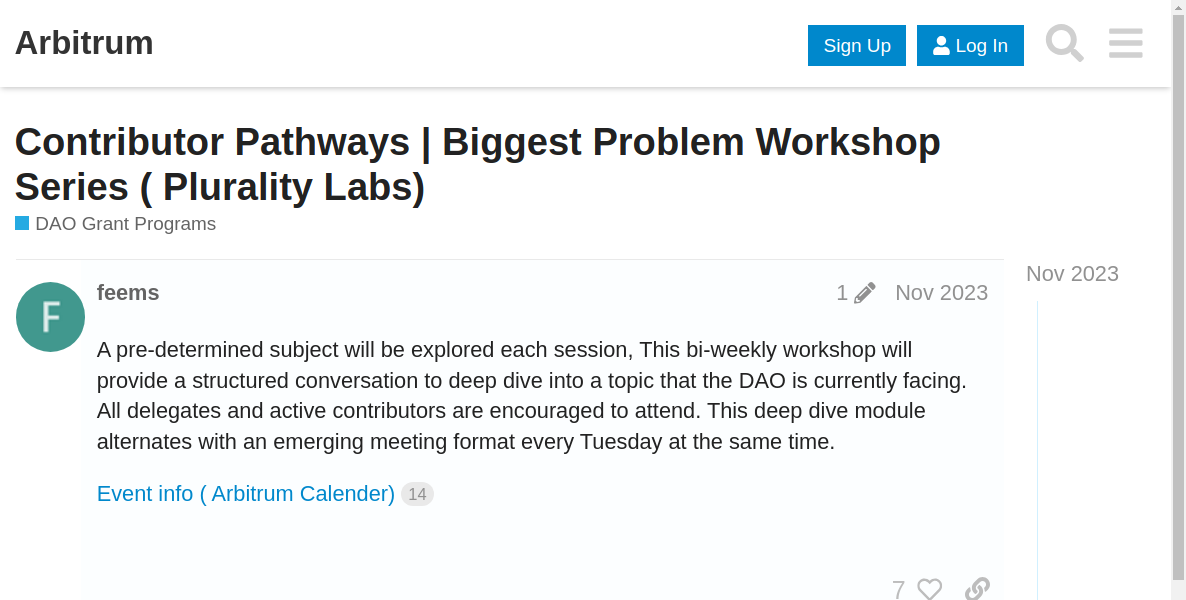 Arbitrum
Sign Up
Log In
Contributor Pathways | Biggest Problem Workshop
Series ( Plurality Labs)
DAO Grant Programs
Nov 2023
F
feems
1
Nov 2023
A pre-determined subject will be explored each session, This bi-weekly workshop will
provide a structured conversation to deep dive into a topic that the DAO is currently facing.
All delegates and active contributors are encouraged to attend. This deep dive module
alternates with an emerging meeting format every Tuesday at the same time.
Event info ( Arbitrum Calender) 14
7